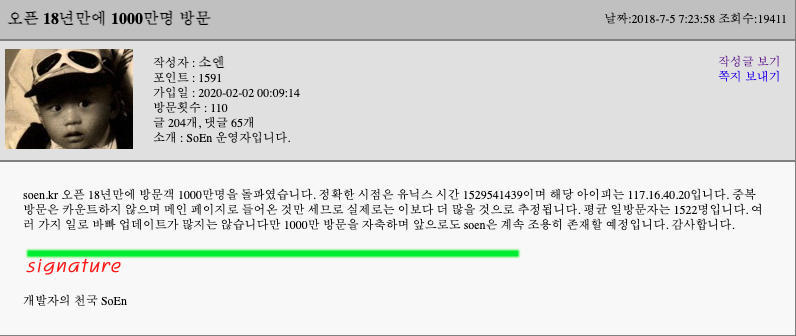 오픈 18년만에 1000만명 방문
날짜:2018-7-5 7:23:58 조회수:19411
작성자 : 소엔
포인트 : 1591
가입일 : 2020-02-02 00:09:14
방문횟수 : 110
글 204개, 댓글 65개
소개 : SoEn 운영자입니다.
작성글 보기
쪽지 보내기
soen.kr 오픈 18년만에 방문객 1000만명을 돌파였습니다. 정확한 시점은 유닉스 시간 1529541439이며 해당 아이피는 117.16.40.20입니다. 중복
방문은 카운트하지 않으며 메인 페이지로 들어온 것만 세므로 실제로는 이보다 더 많을 것으로 추정됩니다. 평균 일방문자는 1522명입니다. 여
러 가지 일로 바빠 업데이트가 많지는 않습니다만 1000만 방문을 자축하며 앞으로도 soen은 계속 조용히 존재할 예정입니다. 감사합니다.
signature
개발자의 천국 SoEn